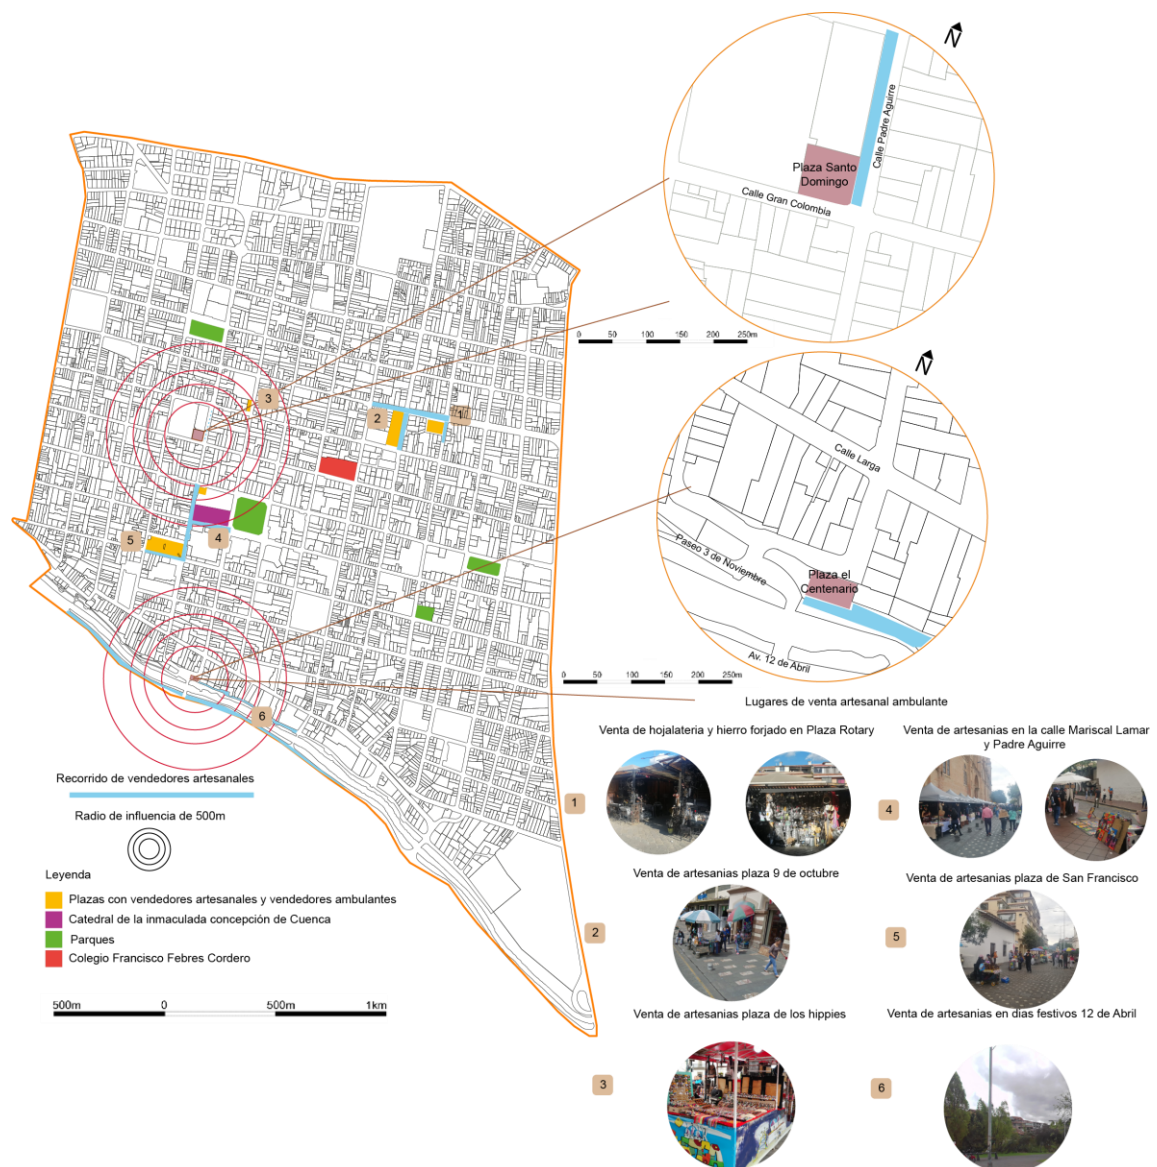 N
Plaza Santo
Domingo
Calle Padre Aguirre
Calle Gran Colombia
0 50 100 150 200 250m
N
Calle Larga
Paseo 3 de Noviembre
Plaza el
Centenario
Av. 12 de Abril
0 50 100 150 200 250m
3
2
1
5
4
6
Recorrido de vendedores artesanales
Radio de influencia de 500m
Leyenda
Plazas con vendedores artesanales y vendedores ambulantes
Catedral de la inmaculada concepción de Cuenca
Parques
Colegio Francisco Febres Cordero
500m 0 500m 1km
Lugares de venta artesanal ambulante
Venta de hojalateria y hierro forjado en Plaza Rotary
1
Venta de artesanias en la calle Mariscal Lamar
y Padre Aguirre
4
Venta de artesanias plaza 9 de octubre
2
Venta de artesanias plaza de San Francisco
5
Venta de artesanias plaza de los hippies
3
Venta de artesanias en dias festivos 12 de Abril
6